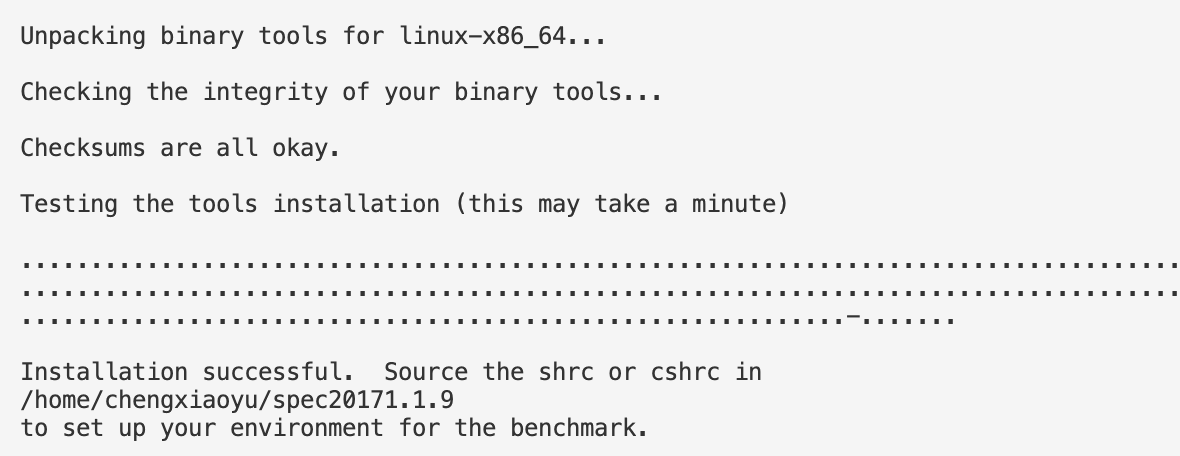 Unpacking binary tools for linux-x86_64...
Checking the integrity of your binary tools...
Checksums are all okay.
Testing the tools installation (this may take a minute)
....................................................................................
....................................................................................
...........................................................-.......
Installation successful.  Source the shrc or cshrc in
/home/chengxiaoyu/spec20171.1.9
to set up your environment for the benchmark.